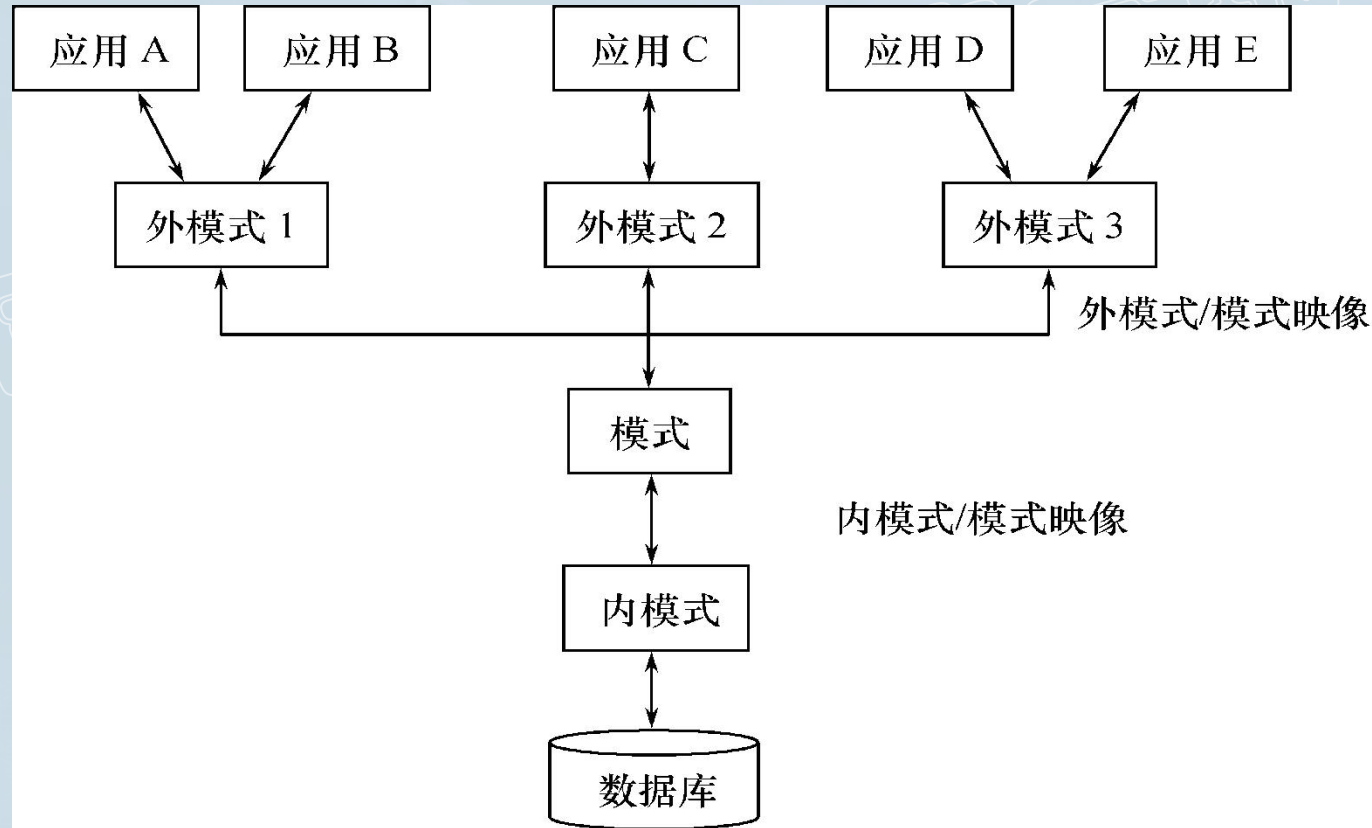 应用 A
应用 B
应用 C
应用 D
应用 E
外模式 1
外模式 2
外模式 3
外模式/模式映像
模式
内模式/模式映像
内模式
数据库